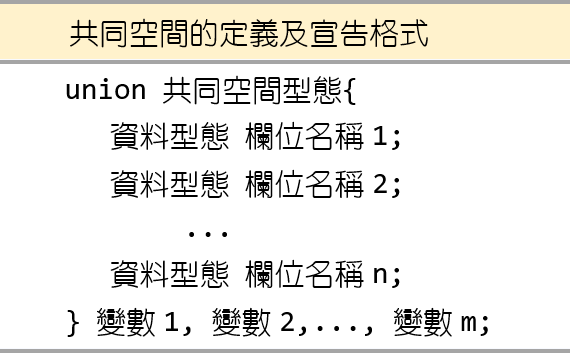 共同空間的定義及宣告格式
union 共同空間型態{
資料型態 欄位名稱 1;
資料型態 欄位名稱 2;
...
資料型態 欄位名稱 n;
} 變數 1, 變數 2,..., 變數 m;